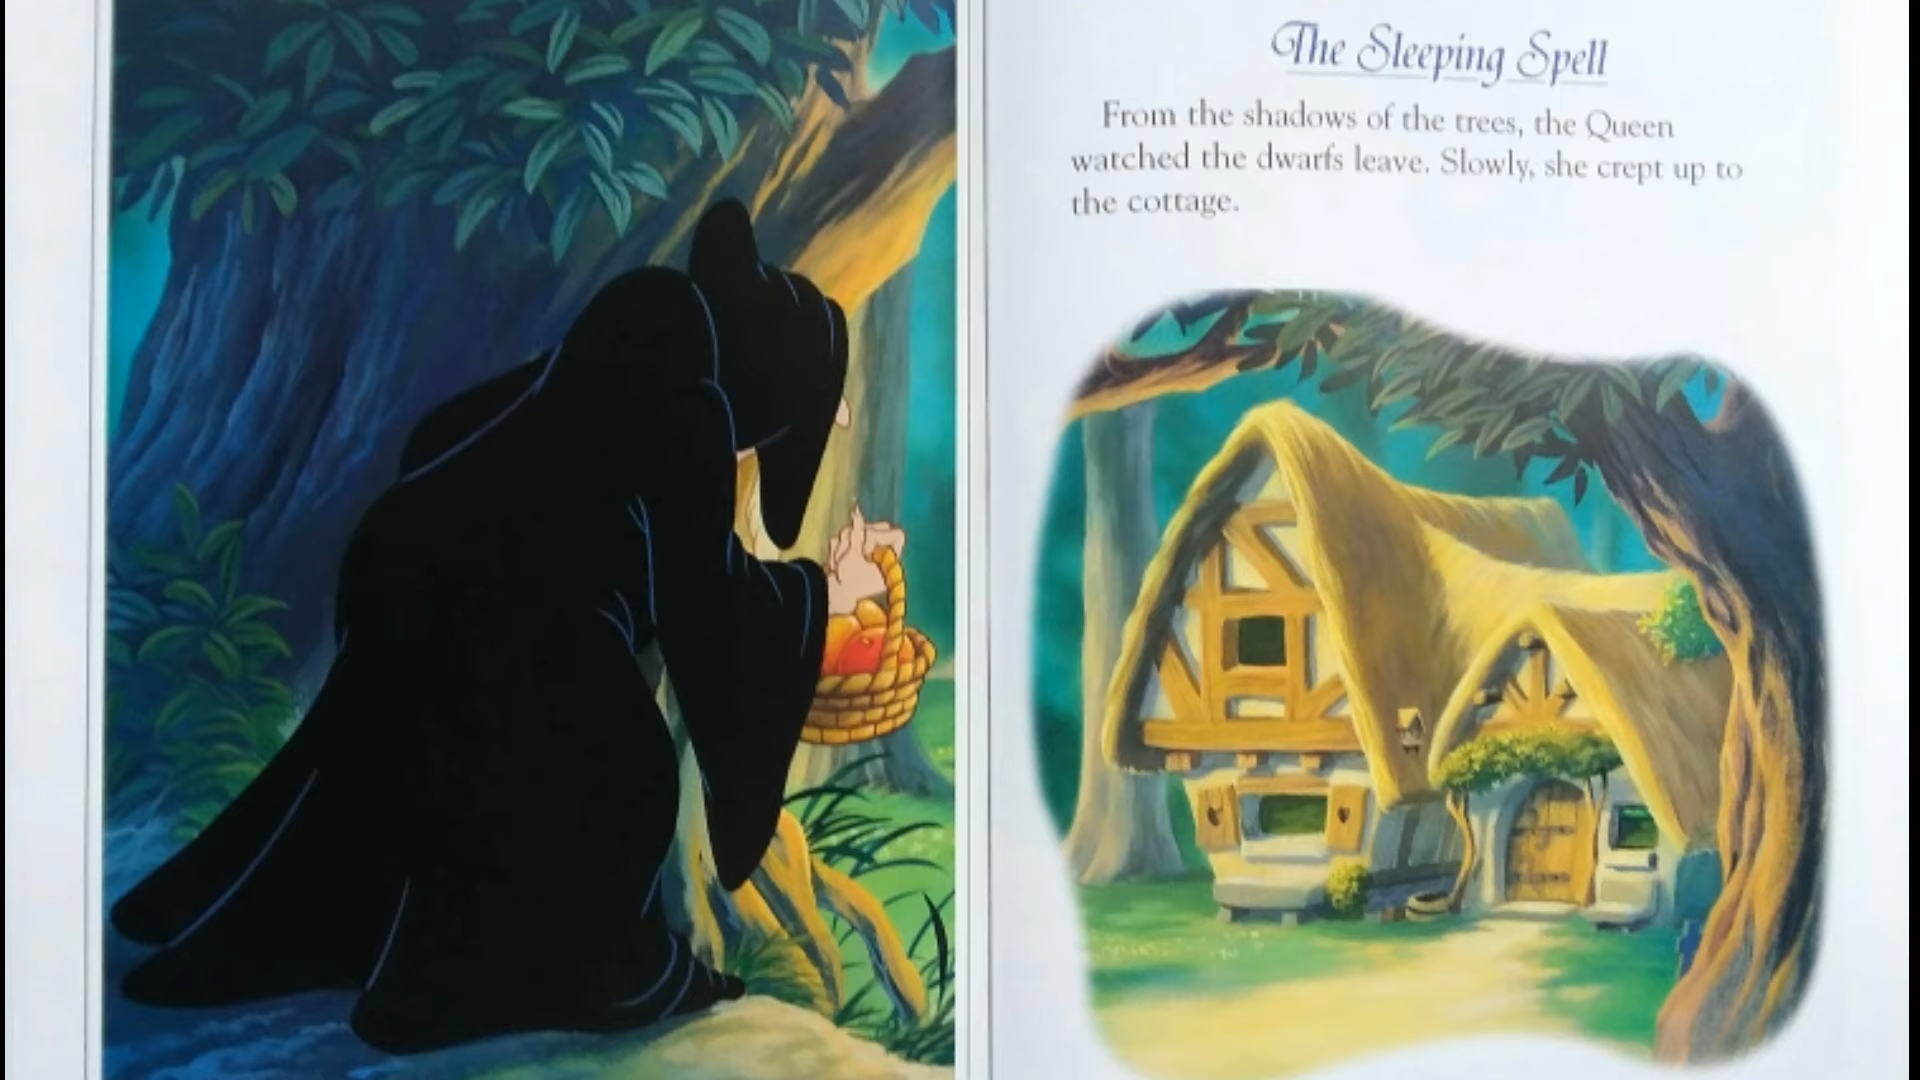 The Sleeping Spell
From the shadows of the trees, the Queen
watched the dwarfs leave. Slowly, she crept up to
the cottage.